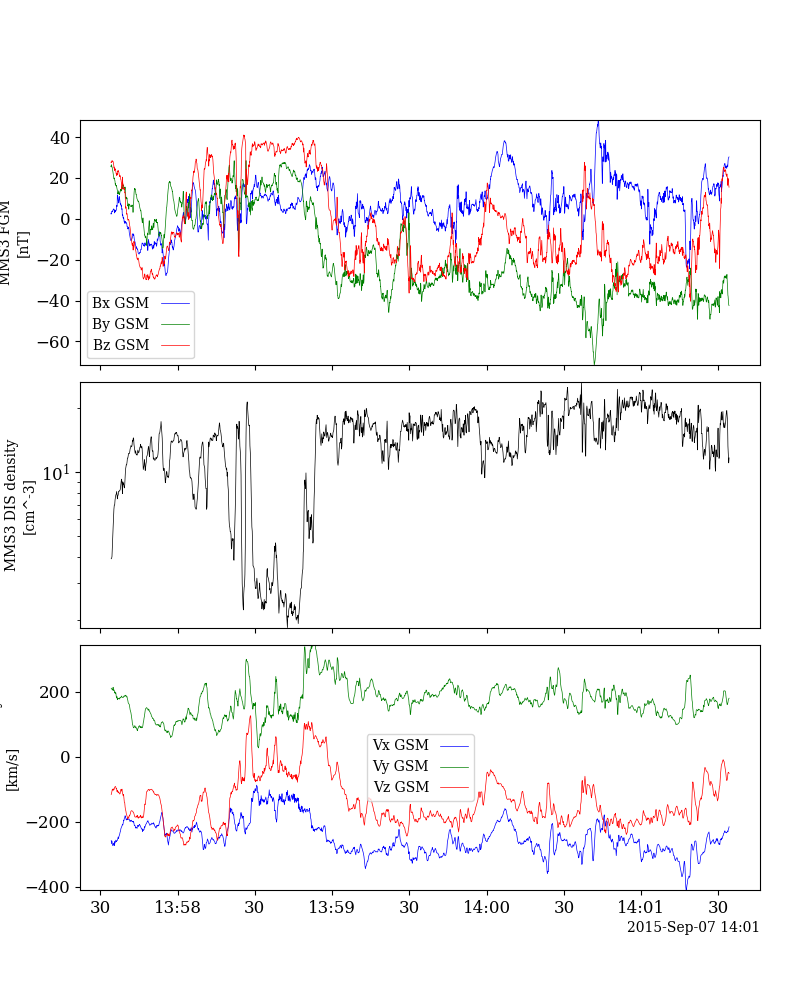 40
20
0
−20
−40
−60
MMS3 FGM
[nT]
Bx GSM
By GSM
Bz GSM
10^1
MMS3 DIS density
[cm^-3]
200
0
−200
−400
[km/s]
Vx GSM
Vy GSM
Vz GSM
30 13:58 30 13:59 30 14:00 30 14:01 30
2015-Sep-07 14:01